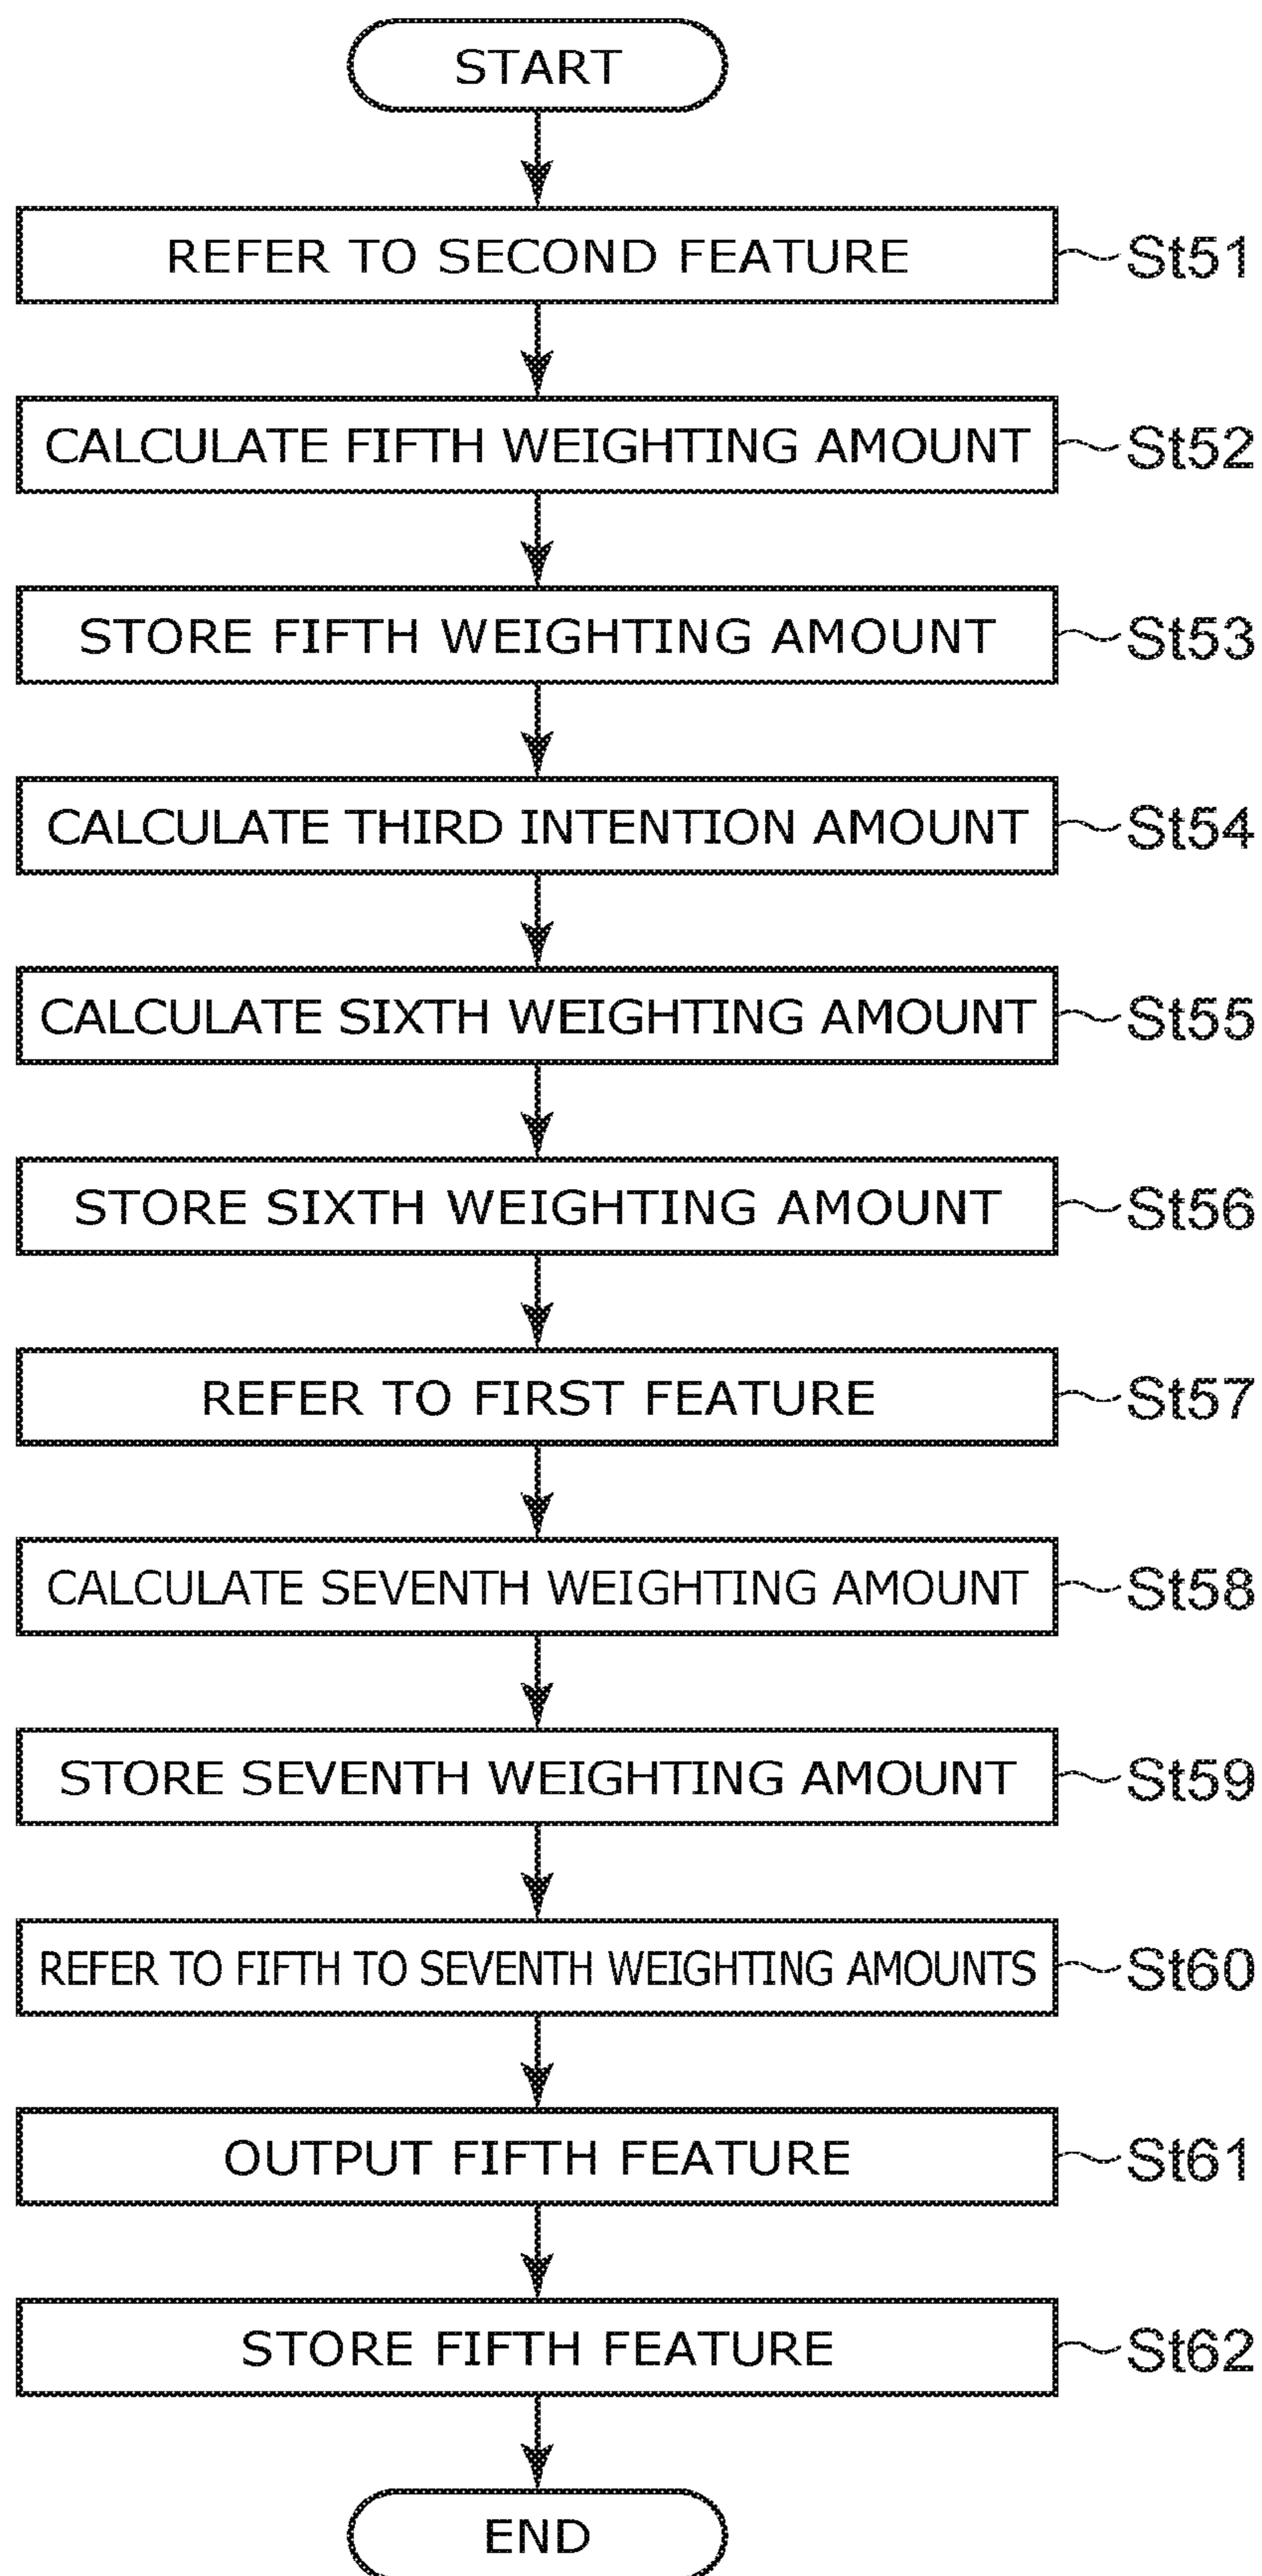 START
REFER TO SECOND FEATURE St51
CALCULATE FIFTH WEIGHTING AMOUNT St52
STORE FIFTH WEIGHTING AMOUNT St53
CALCULATE THIRD INTENTION AMOUNT St54
CALCULATE SIXTH WEIGHTING AMOUNT St55
STORE SIXTH WEIGHTING AMOUNT St56
REFER TO FIRST FEATURE St57
CALCULATE SEVENTH WEIGHTING AMOUNT St58
STORE SEVENTH WEIGHTING AMOUNT St59
REFER TO FIFTH TO SEVENTH WEIGHTING AMOUNTS St60
OUTPUT FIFTH FEATURE St61
STORE FIFTH FEATURE St62
END